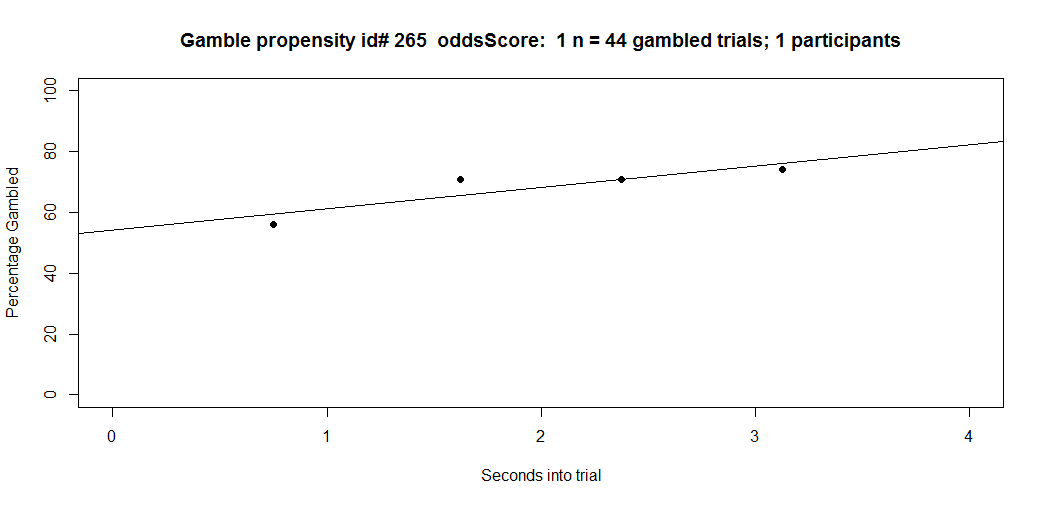 Gamble propensity id# 265 oddsScore: 1 n = 44 gambled trials; 1 participants
Percentage Gambled
100
80
60
40
20
0
0 1 2 3 4
Seconds into trial